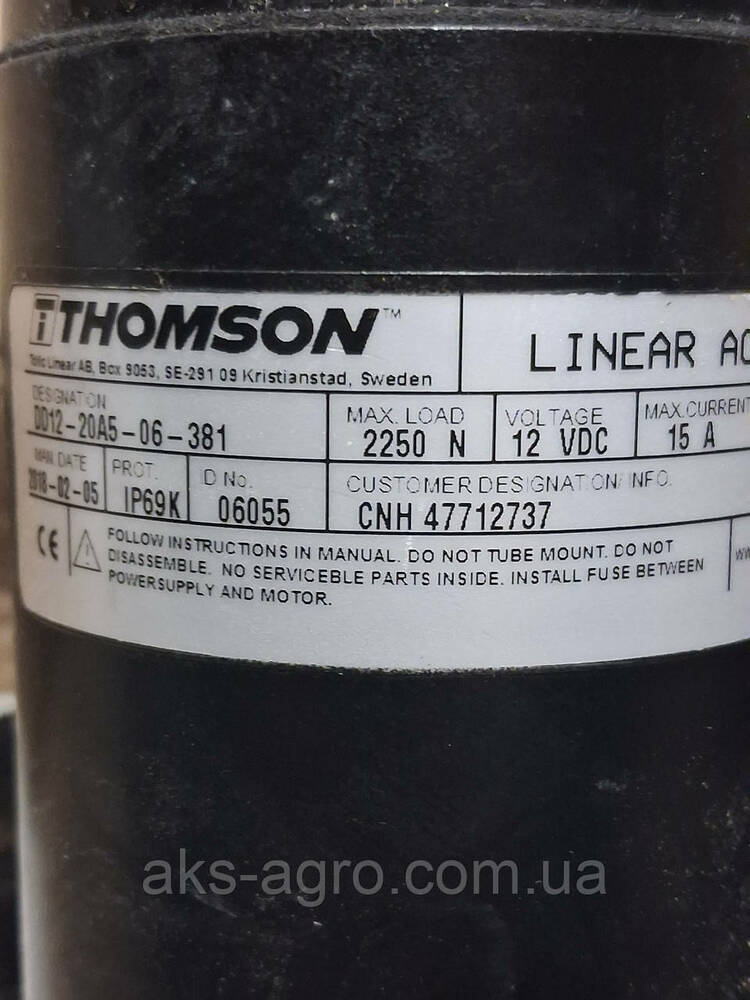 THOMSON™
LINEAR AC
Tollo Linear AB, Box 9053, SE-291 09 Kristianstad, Sweden
DESIGNATION
DD12-20A5-06-381
MAX. LOAD
2250 N
VOLTAGE
12 VDC
MAX.CURRENT
15 A
MAN. DATE
2018-02-05
PROT.
IP69K
D No.
06055
CUSTOMER DESIGNATION/INFO.
CNH 47712737
CE
FOLLOW INSTRUCTIONS IN MANUAL. DO NOT TUBE MOUNT. DO NOT
DISASSEMBLE. NO SERVICEBLE PARTS INSIDE. INSTALL FUSE BETWEEN
POWERSUPPLY AND MOTOR.
aks-agro.com.ua